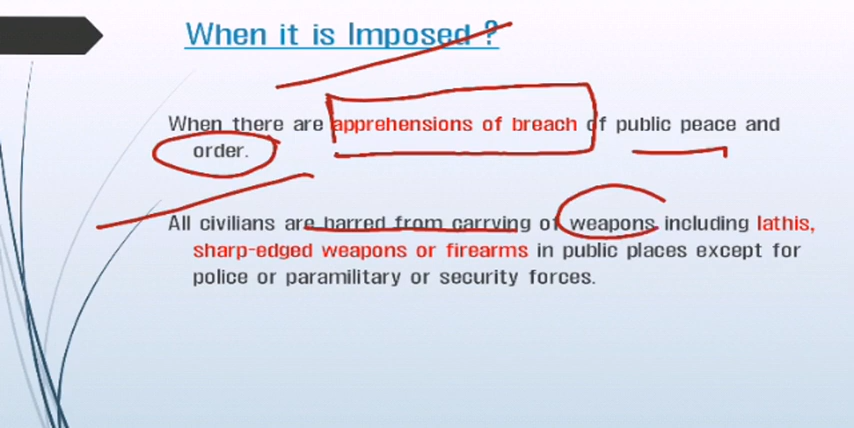 When it is Imposed ?
When there are apprehensions of breach of public peace and
order.
All civilians are barred from carrying of weapons including lathis,
sharp-edged weapons or firearms in public places except for
police or paramilitary or security forces.